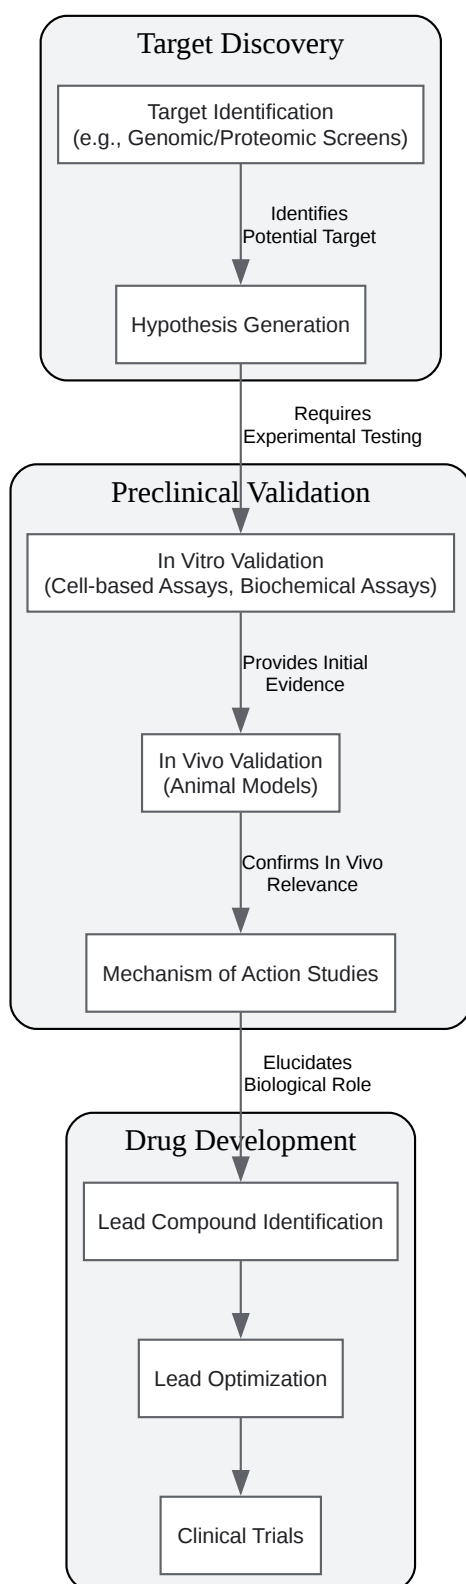 Target Discovery
Target Identification
(e.g., Genomic/Proteomic Screens)
Identifies
Potential Target
Hypothesis Generation
Requires
Experimental Testing
Preclinical Validation
In Vitro Validation
(Cell-based Assays, Biochemical Assays)
Provides Initial
Evidence
In Vivo Validation
(Animal Models)
Confirms In Vivo
Relevance
Mechanism of Action Studies
Elucidates
Biological Role
Drug Development
Lead Compound Identification
Lead Optimization
Clinical Trials